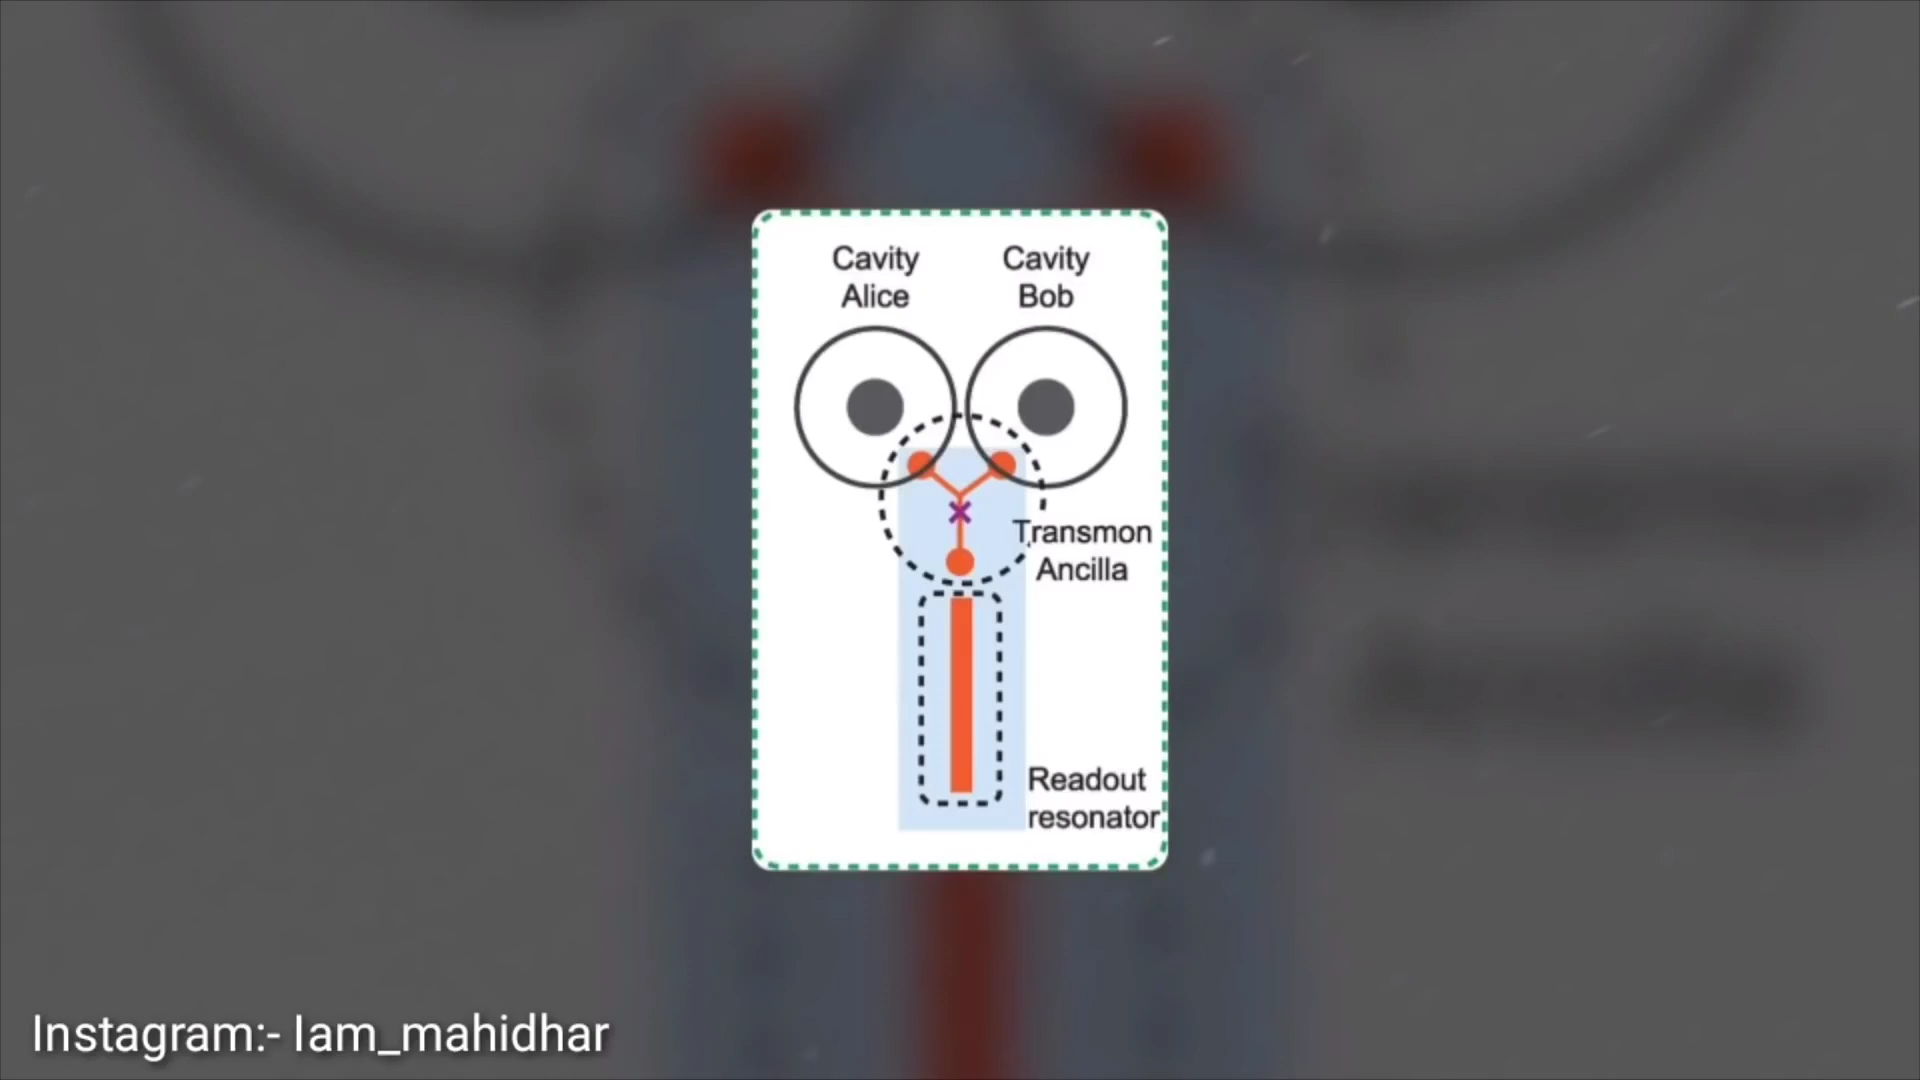 Cavity
Alice
Cavity
Bob
Transmon
Ancilla
Readout
resonator
Instagram:- Iam_mahidhar